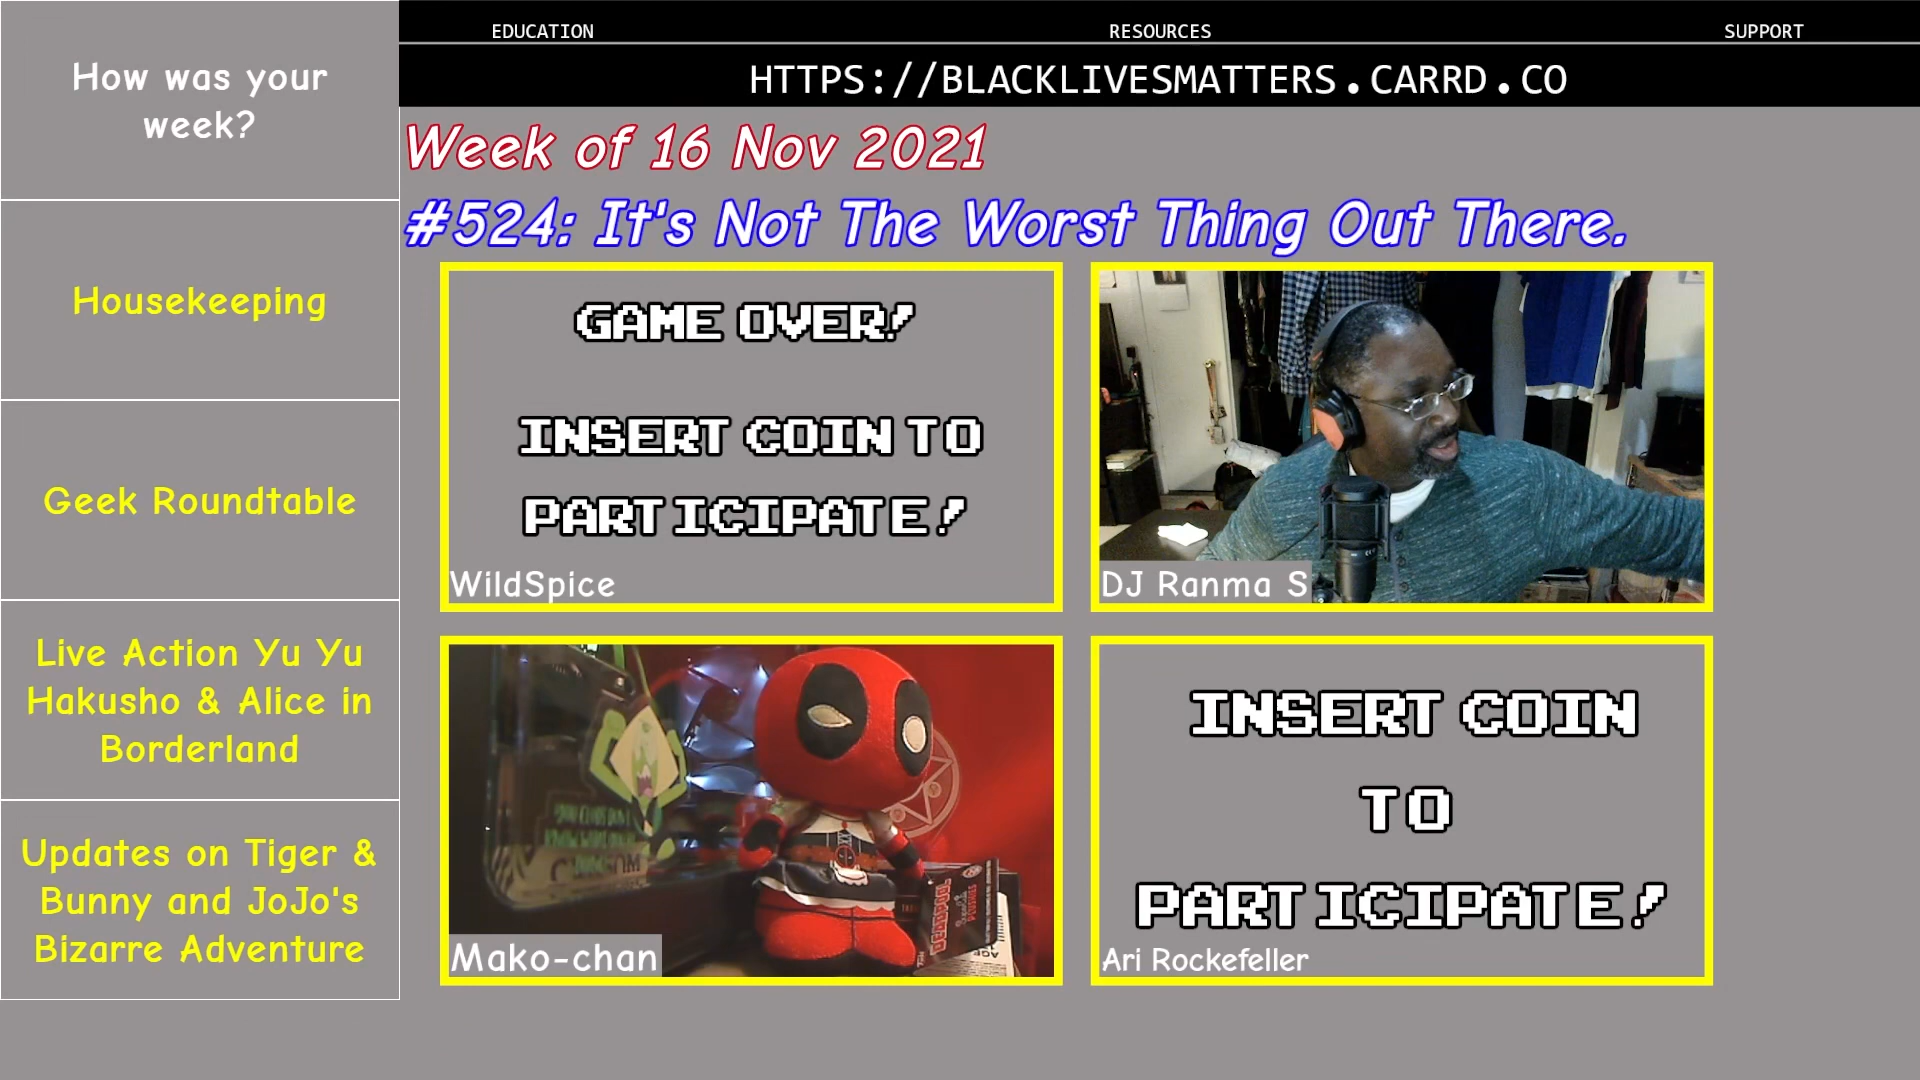 How was your
week?
Housekeeping
Geek Roundtable
Live Action Yu Yu
Hakusho & Alice in
Borderland
Updates on Tiger &
Bunny and JoJo's
Bizarre Adventure
EDUCATION
RESOURCES
SUPPORT
HTTPS://BLACKLIVESMATTERS.CARRD.CO
Week of 16 Nov 2021
#524: It's Not The Worst Thing Out There.
GAME OVER!
INSERT COIN TO
PARTICIPATE!
WildSpice
DJ Ranma S
DEADPOOL
Mako-chan
INSERT COIN
TO
PARTICIPATE!
Ari Rockefeller